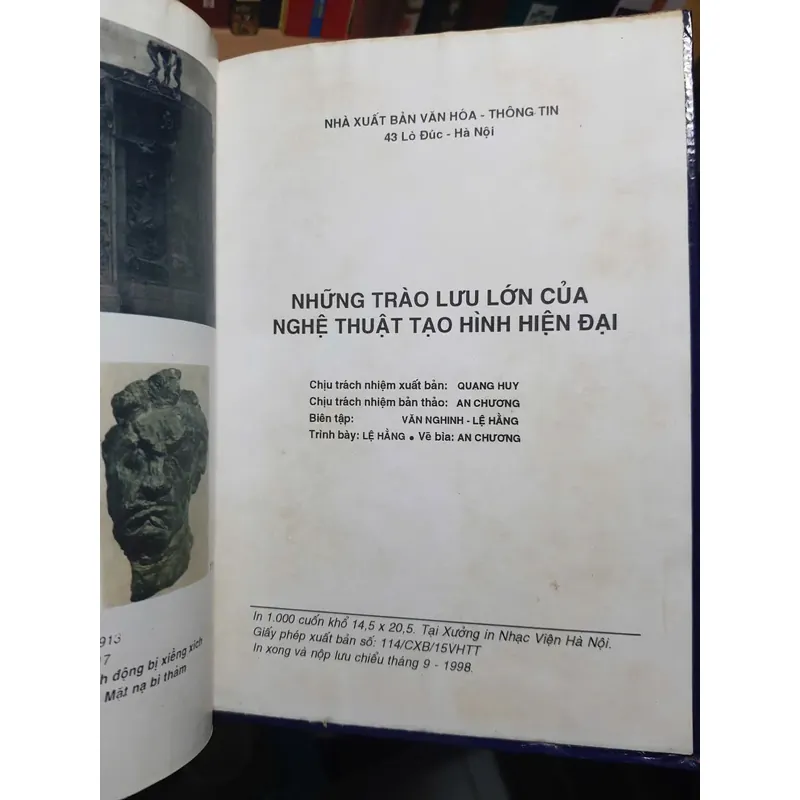 913
97
h động bị xiềng xích
Mặt nạ bi thảm
NHÀ XUẤT BẢN VĂN HÓA - THÔNG TIN
43 Lò Đúc - Hà Nội
NHỮNG TRÀO LƯU LỚN CỦA
NGHỆ THUẬT TẠO HÌNH HIỆN ĐẠI
Chịu trách nhiệm xuất bản: QUANG HUY
Chịu trách nhiệm bản thảo: AN CHƯƠNG
Biên tập: VĂN NGHINH - LỆ HẰNG
Trình bày: LỆ HẰNG • Vẽ bìa: AN CHƯƠNG
In 1.000 cuốn khổ 14,5 x 20,5. Tại Xưởng in Nhạc Viện Hà Nội.
Giấy phép xuất bản số: 114/CXB/15VHTT
In xong và nộp lưu chiểu tháng 9 - 1998.